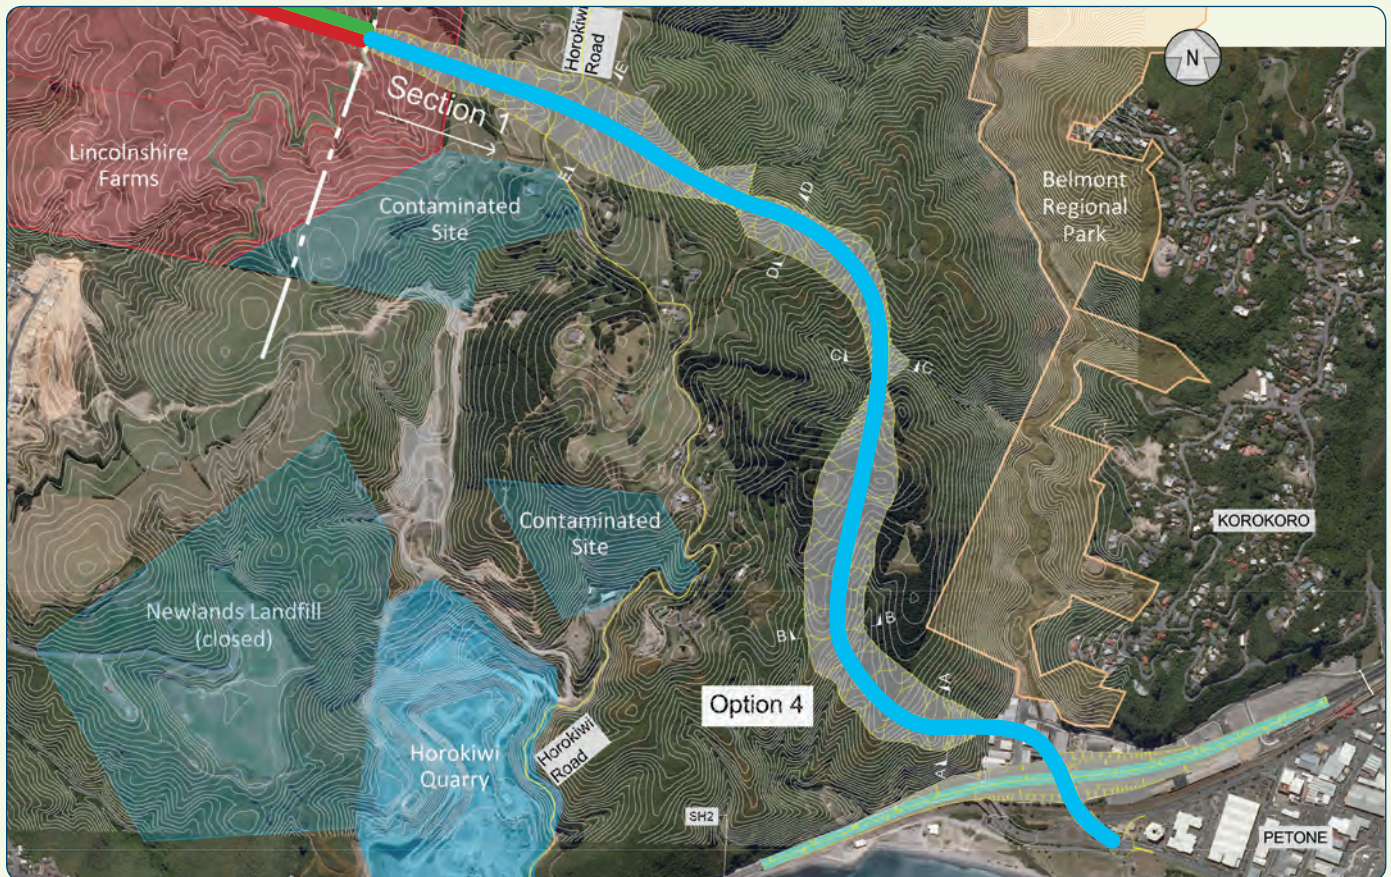 Horokiwi
Road
N
E
Section 1
Lincolnshire
Farms
E
Contaminated
Site
Belmont
Regional
Park
D
D
C
C
Contaminated
Site
KOROKORO
Newlands Landfill
(closed)
B
B
A
Option 4
Horokiwi
Road
Horokiwi
Quarry
A
SH2
PETONE